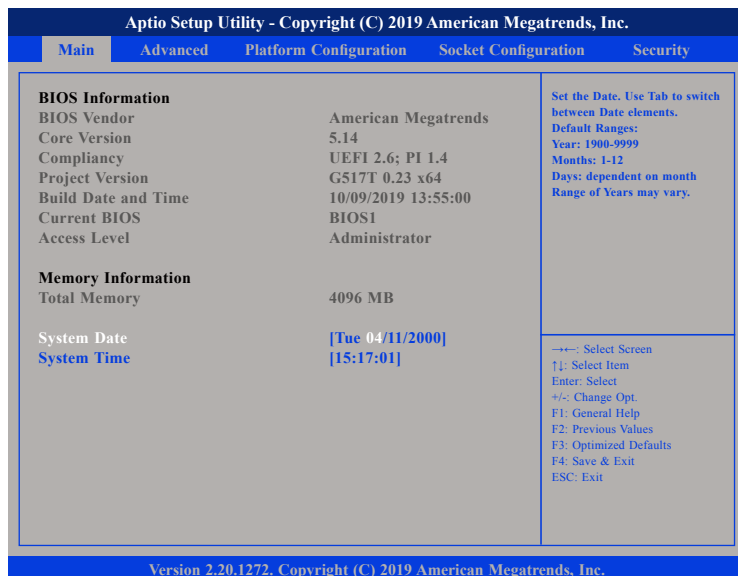 Aptio Setup Utility - Copyright (C) 2019 American Megatrends, Inc.
Main Advanced Platform Configuration Socket Configuration Security
BIOS Information
BIOS Vendor American Megatrends
Core Version 5.14
Compliancy UEFI 2.6; PI 1.4
Project Version G517T 0.23 x64
Build Date and Time 10/09/2019 13:55:00
Current BIOS BIOS1
Access Level Administrator
Memory Information
Total Memory 4096 MB
System Date [Tue 04/11/2000]
System Time [15:17:01]
Set the Date. Use Tab to switch
between Date elements.
Default Ranges:
Year: 1900-9999
Months: 1-12
Days: dependent on month
Range of Years may vary.
→←: Select Screen
↑↓: Select Item
Enter: Select
+/-: Change Opt.
F1: General Help
F2: Previous Values
F3: Optimized Defaults
F4: Save & Exit
ESC: Exit
Version 2.20.1272. Copyright (C) 2019 American Megatrends, Inc.